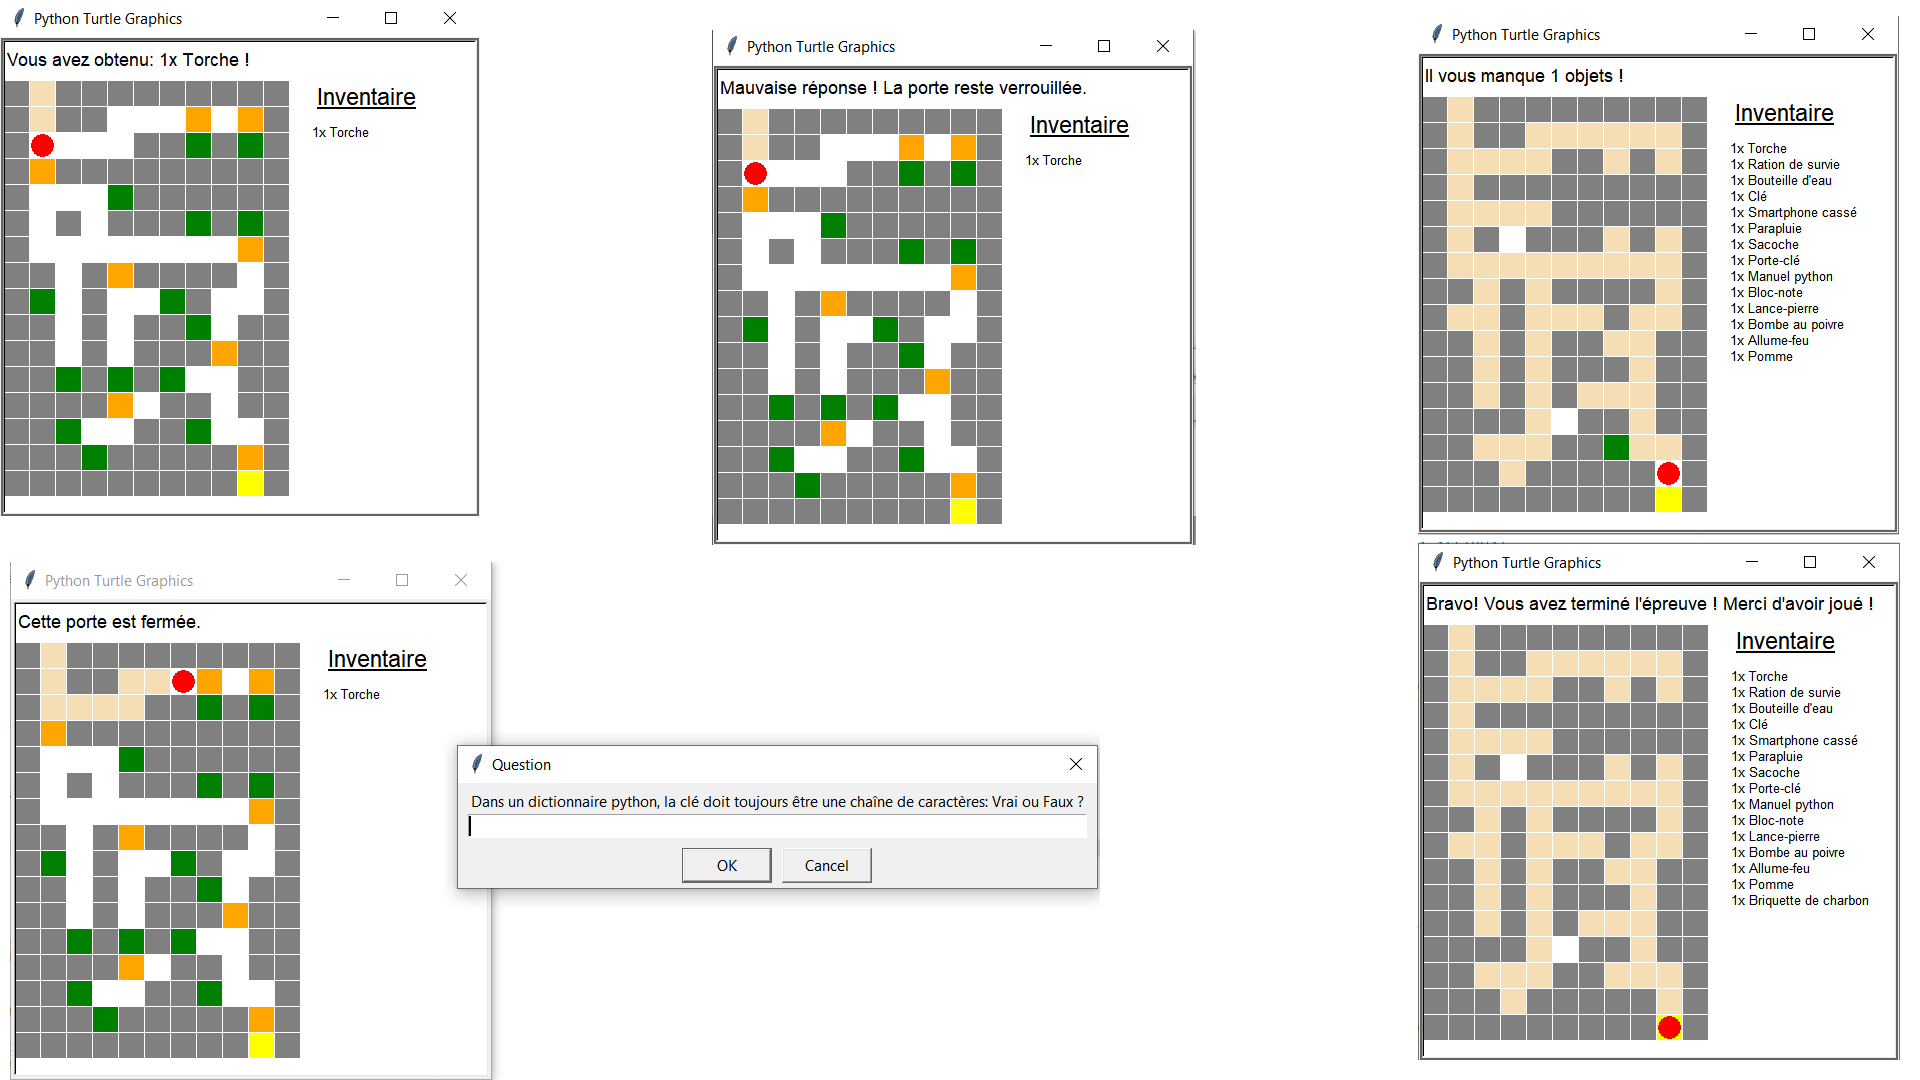 Python Turtle Graphics
Vous avez obtenu: 1x Torche !
Inventaire
1x Torche
Python Turtle Graphics
Mauvaise réponse ! La porte reste verrouillée.
Inventaire
1x Torche
Python Turtle Graphics
Il vous manque 1 objets !
Inventaire
1x Torche
1x Ration de survie
1x Bouteille d'eau
1x Clé
1x Smartphone cassé
1x Parapluie
1x Sacoche
1x Porte-clé
1x Manuel python
1x Bloc-note
1x Lance-pierre
1x Bombe au poivre
1x Allume-feu
1x Pomme
Python Turtle Graphics
Cette porte est fermée.
Inventaire
1x Torche
Question
Dans un dictionnaire python, la clé doit toujours être une chaîne de caractères: Vrai ou Faux ?
OK
Cancel
Python Turtle Graphics
Bravo! Vous avez terminé l'épreuve ! Merci d'avoir joué !
Inventaire
1x Torche
1x Ration de survie
1x Bouteille d'eau
1x Clé
1x Smartphone cassé
1x Parapluie
1x Sacoche
1x Porte-clé
1x Manuel python
1x Bloc-note
1x Lance-pierre
1x Bombe au poivre
1x Allume-feu
1x Pomme
1x Briquette de charbon